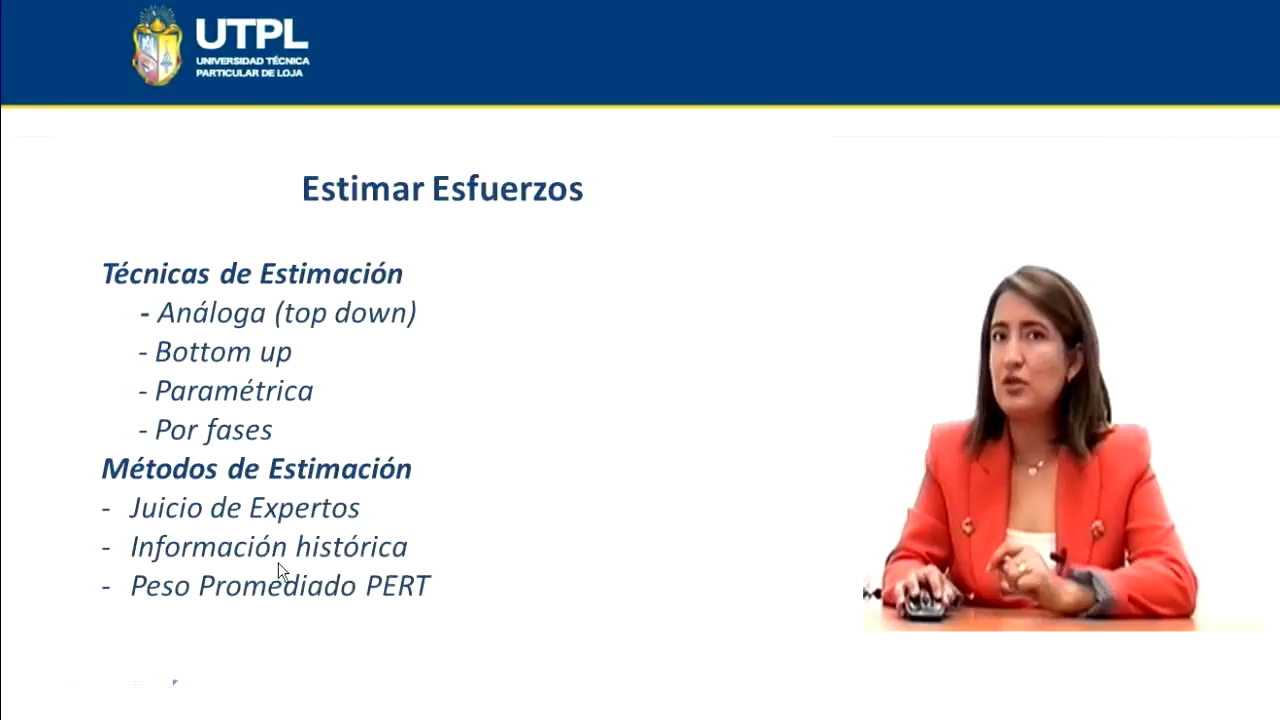 UTPL
UNIVERSIDAD TÉCNICA
PARTICULAR DE LOJA
Estimar Esfuerzos
Técnicas de Estimación
- Análoga (top down)
- Bottom up
- Paramétrica
- Por fases
Métodos de Estimación
- Juicio de Expertos
- Información histórica
- Peso Promediado PERT